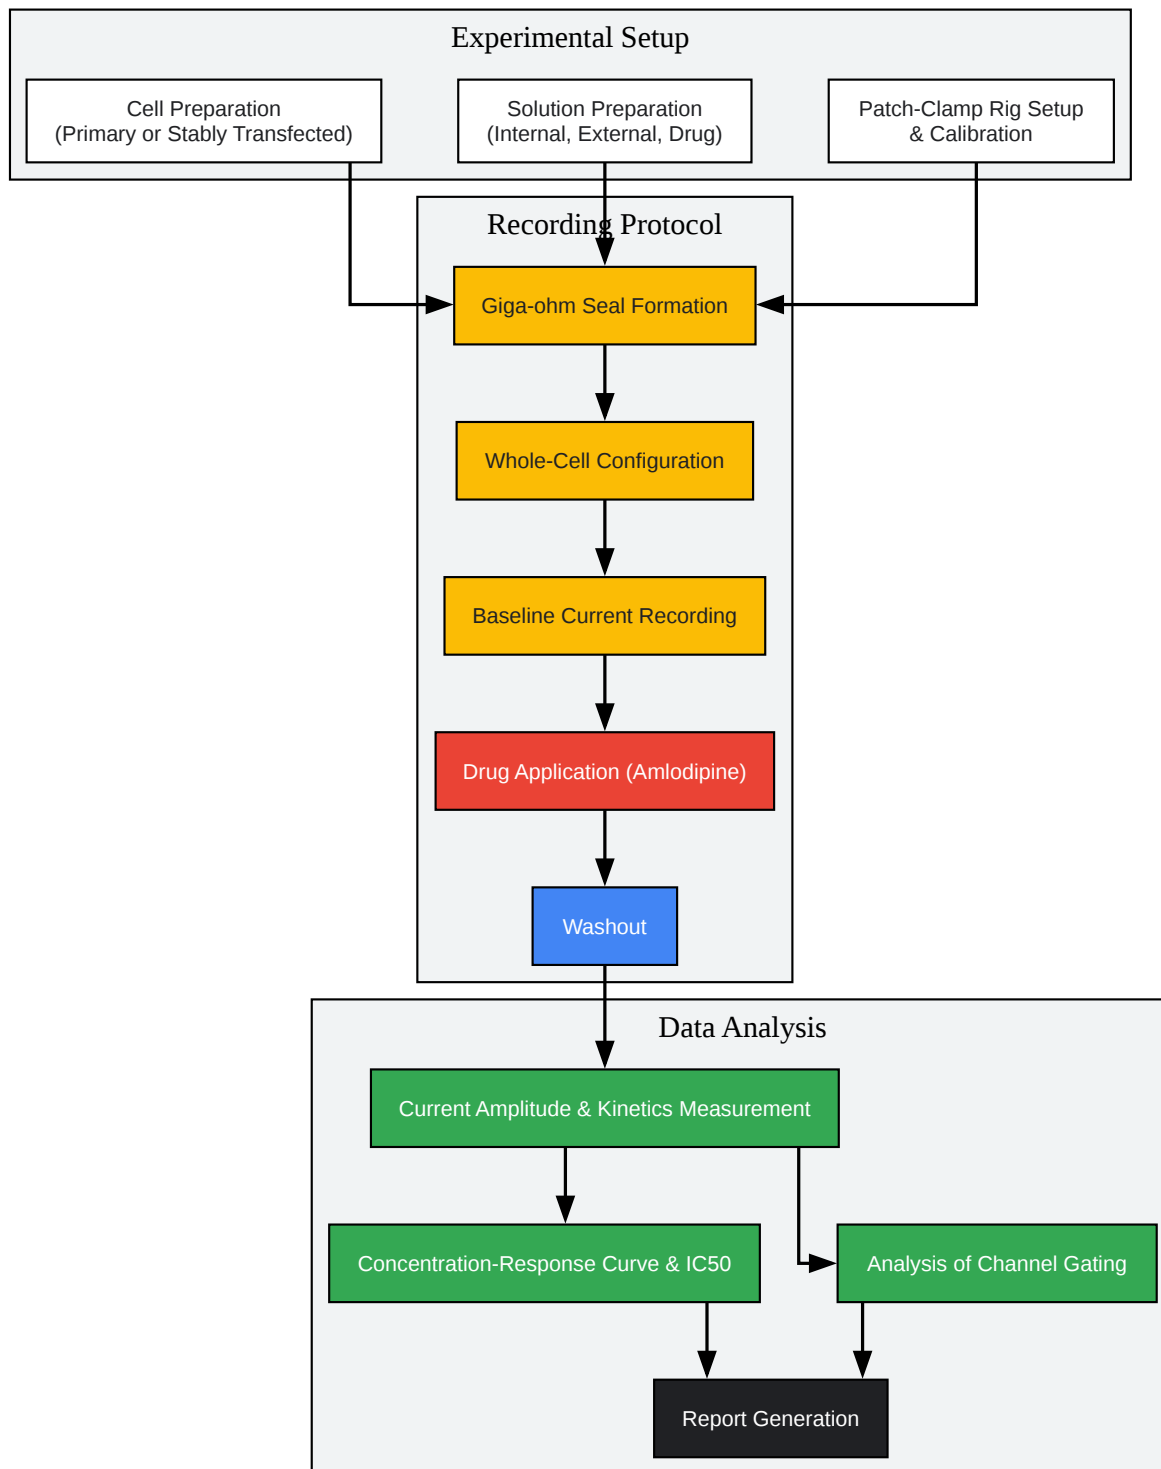 Experimental Setup
Cell Preparation
(Primary or Stably Transfected)
Solution Preparation
(Internal, External, Drug)
Patch-Clamp Rig Setup
& Calibration
Recording Protocol
Giga-ohm Seal Formation
Whole-Cell Configuration
Baseline Current Recording
Drug Application (Amlodipine)
Washout
Data Analysis
Current Amplitude & Kinetics Measurement
Concentration-Response Curve & IC50
Analysis of Channel Gating
Report Generation